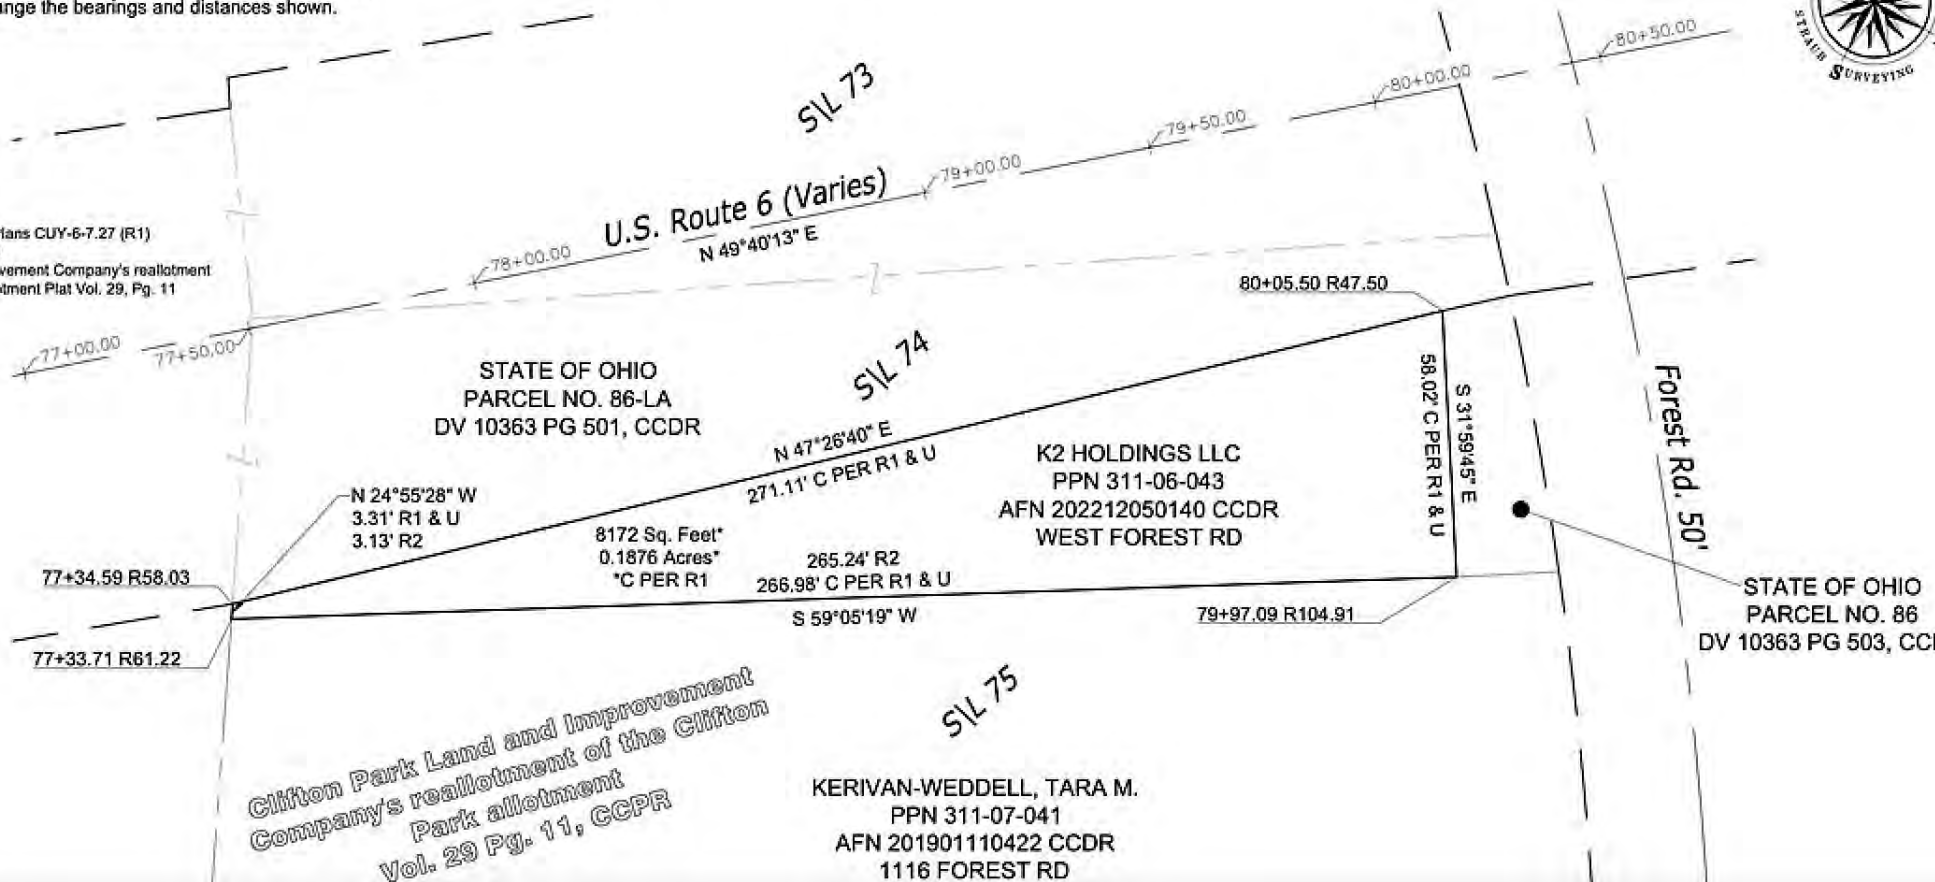 nge the bearings and distances shown.
STRAUB SURVEYING
80+50.00
80+00.00
S\L 73
79+50.00
79+00.00
U.S. Route 6 (Varies)
N 49°40'13" E
78+00.00
lans CUY-6-7.27 (R1)
vement Company's reallotment
tment Plat Vol. 29, Pg. 11
77+00.00
77+50.00
80+05.50 R47.50
STATE OF OHIO
PARCEL NO. 86-LA
DV 10363 PG 501, CCDR
S\L 74
N 47°26'40" E
271.11' C PER R1 & U
58.02' C PER R1 & U
S 31°59'45" E
Forest Rd. 50'
K2 HOLDINGS LLC
PPN 311-06-043
AFN 202212050140 CCDR
WEST FOREST RD
N 24°55'28" W
3.31' R1 & U
3.13' R2
8172 Sq. Feet*
0.1876 Acres*
*C PER R1
265.24' R2
266.98' C PER R1 & U
S 59°05'19" W
77+34.59 R58.03
77+33.71 R61.22
79+97.09 R104.91
STATE OF OHIO
PARCEL NO. 86
DV 10363 PG 503, CC
S\L 75
Clifton Park Land and Improvement
Company's reallotment of the Clifton
Park allotment
Vol. 29 Pg. 11, CCPR
KERIVAN-WEDDELL, TARA M.
PPN 311-07-041
AFN 201901110422 CCDR
1116 FOREST RD